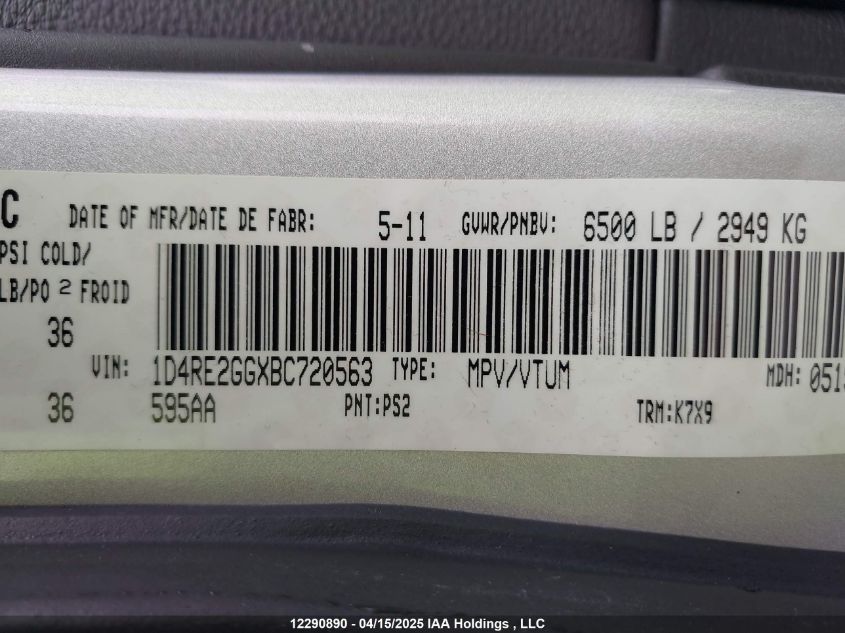 C DATE OF MFR/DATE DE FABR: 5-11 GVWR/PNBV: 6500 LB / 2949 KG
PSI COLD/
LB/PO 2 FROID
36
VIN: 1D4RE2GGXBC720563 TYPE: MPV/VTUM MDH: 051
36 595AA PNT:PS2 TRM:K7X9
12290890 - 04/15/2025 IAA Holdings , LLC